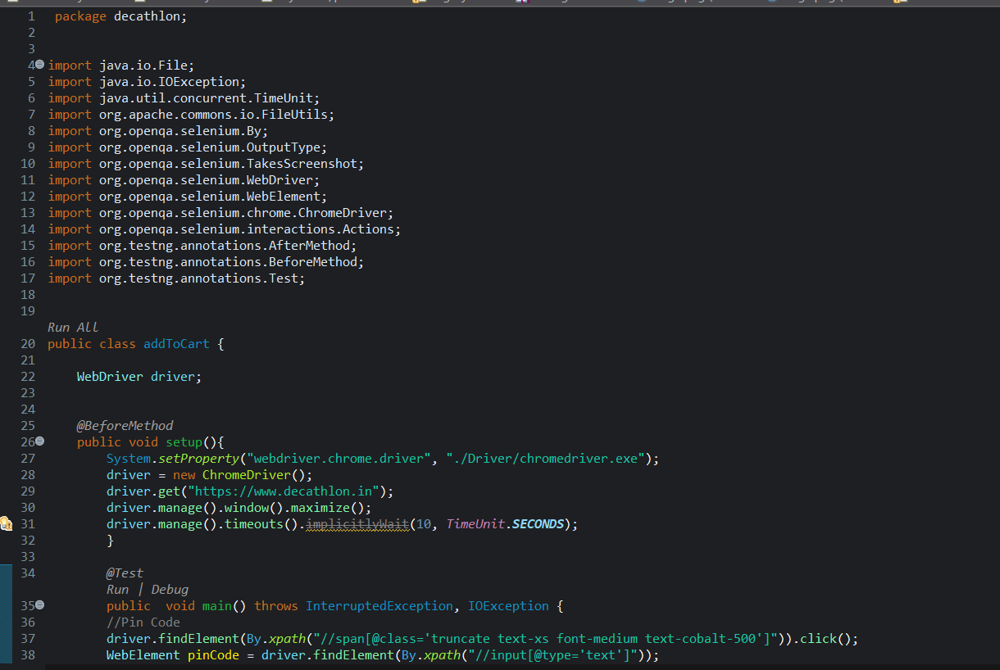 1 package decathlon;
2
3
4 import java.io.File;
5 import java.io.IOException;
6 import java.util.concurrent.TimeUnit;
7 import org.apache.commons.io.FileUtils;
8 import org.openqa.selenium.By;
9 import org.openqa.selenium.OutputType;
10 import org.openqa.selenium.TakesScreenshot;
11 import org.openqa.selenium.WebDriver;
12 import org.openqa.selenium.WebElement;
13 import org.openqa.selenium.chrome.ChromeDriver;
14 import org.openqa.selenium.interactions.Actions;
15 import org.testng.annotations.AfterMethod;
16 import org.testng.annotations.BeforeMethod;
17 import org.testng.annotations.Test;
18
19
Run All
20 public class addToCart {
21
22 WebDriver driver;
23
24
25 @BeforeMethod
26 public void setup(){
27 System.setProperty("webdriver.chrome.driver", "./Driver/chromedriver.exe");
28 driver = new ChromeDriver();
29 driver.get("https://www.decathlon.in");
30 driver.manage().window().maximize();
31 driver.manage().timeouts().implicitlyWait(10, TimeUnit.SECONDS);
32 }
33
34 @Test
Run | Debug
35 public  void main() throws InterruptedException, IOException {
36 //Pin Code
37 driver.findElement(By.xpath("//span[@class='truncate text-xs font-medium text-cobalt-500']")).click();
38 WebElement pinCode = driver.findElement(By.xpath("//input[@type='text']"));